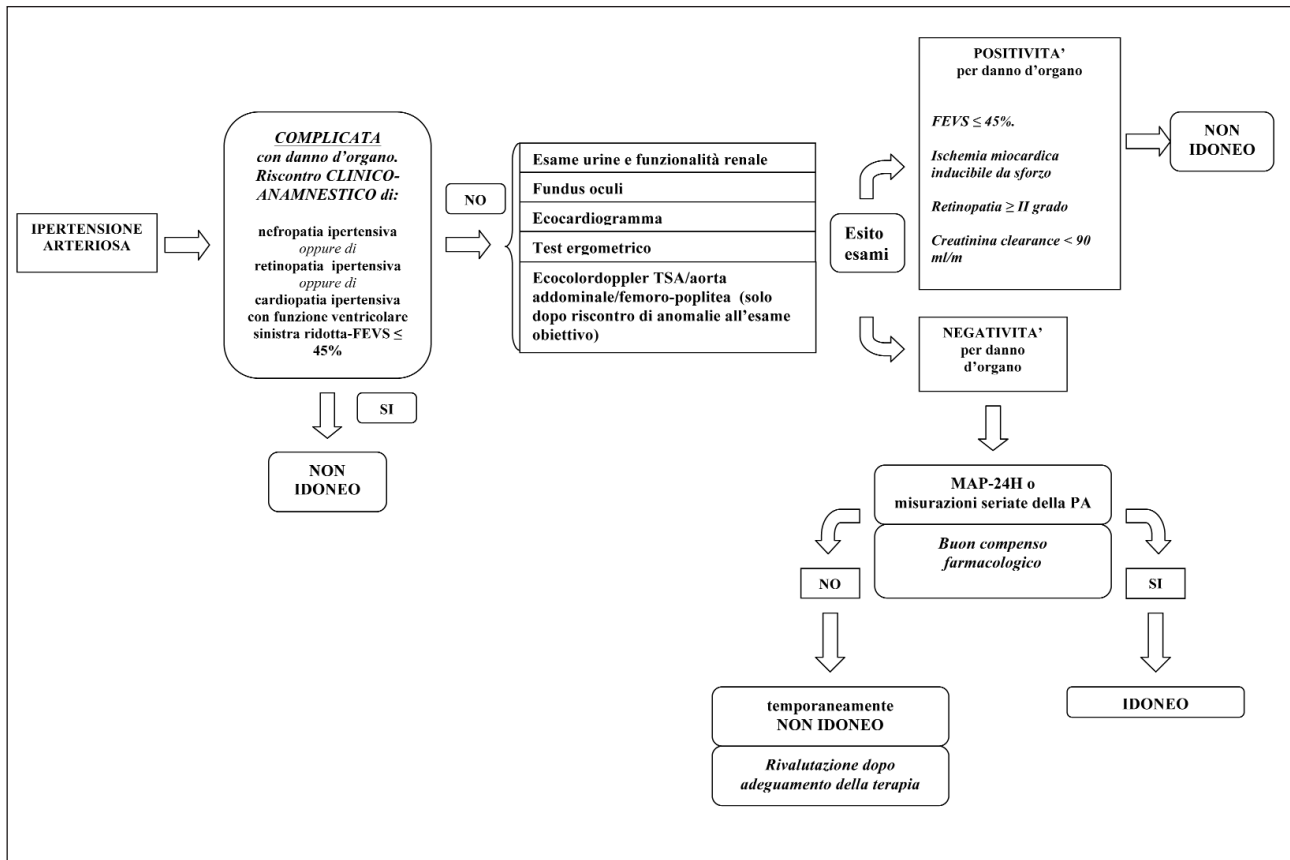 IPERTENSIONE
ARTERIOSA
COMPLICATA
con danno d'organo.
Riscontro CLINICO-
ANAMNESTICO di:
nefropatia ipertensiva
oppure di
retinopatia ipertensiva
oppure di
cardiopatia ipertensiva
con funzione ventricolare
sinistra ridotta-FEVS ≤
45%
SI
NON
IDONEO
NO
Esame urine e funzionalità renale
Fundus oculi
Ecocardiogramma
Test ergometrico
Ecocolordoppler TSA/aorta
addominale/femoro-poplitea (solo
dopo riscontro di anomalie all'esame
obiettivo)
Esito
esami
POSITIVITA'
per danno d'organo
FEVS ≤ 45%.
Ischemia miocardica
inducibile da sforzo
Retinopatia ≥ II grado
Creatinina clearance < 90
ml/m
NON
IDONEO
NEGATIVITA'
per danno
d'organo
MAP-24H o
misurazioni seriate della PA
Buon compenso
farmacologico
NO
SI
temporaneamente
NON IDONEO
Rivalutazione dopo
adeguamento della terapia
IDONEO